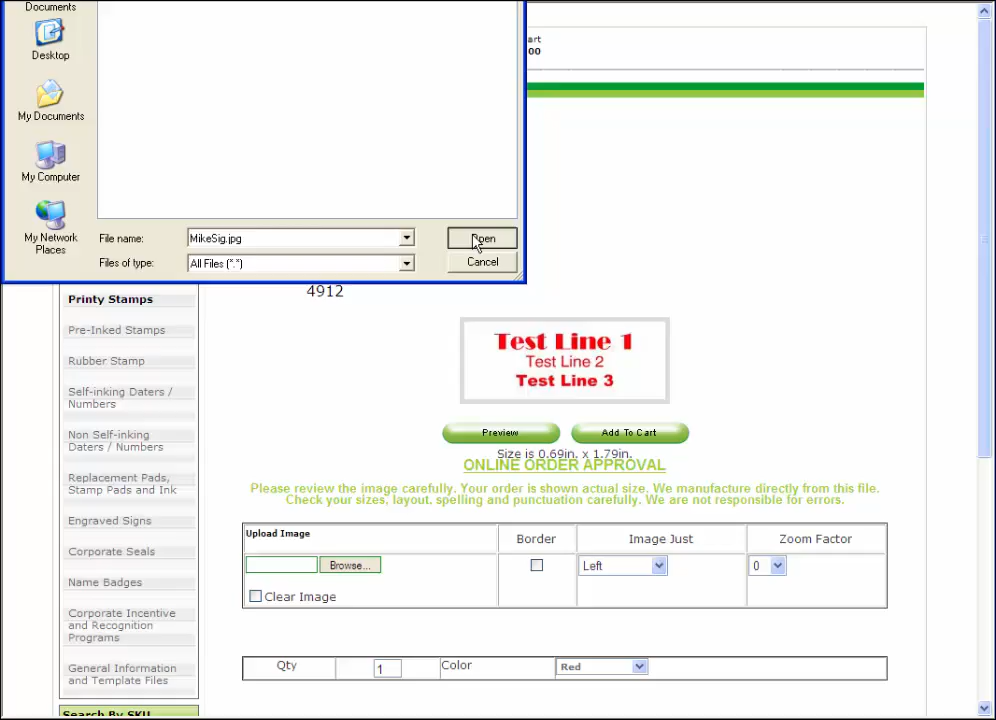 Documents
Desktop
My Documents
My Computer
My Network
Places
File name:
MikeSig.jpg
Open
Files of type:
All Files (*.*)
Cancel
art
00
Printy Stamps
Pre-Inked Stamps
Rubber Stamp
Self-inking Daters /
Numbers
Non Self-inking
Daters / Numbers
Replacement Pads,
Stamp Pads and Ink
Engraved Signs
Corporate Seals
Name Badges
Corporate Incentive
and Recognition
Programs
General Information
and Template Files
Search By SKU
4912
Test Line 1
Test Line 2
Test Line 3
Preview
Add To Cart
Size is 0.69in. x 1.79in.
ONLINE ORDER APPROVAL
Please review the image carefully. Your order is shown actual size. We manufacture directly from this file.
Check your sizes, layout, spelling and punctuation carefully. We are not responsible for errors.
Upload Image
Border
Image Just
Zoom Factor
Browse...
Left
0
Clear Image
Qty
1
Color
Red